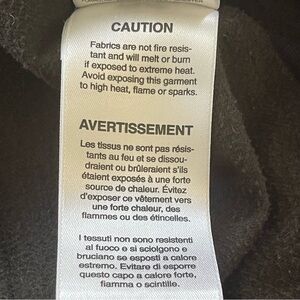 CAUTION
Fabrics are not fire resis-
tant and will melt or burn
if exposed to extreme heat.
Avoid exposing this garment
to high heat, flame or sparks.
AVERTISSEMENT
Les tissus ne sont pas résis-
tants au feu et se dissou-
draient ou brûleraient s'ils
étaient exposés à une forte
source de chaleur. Évitez
d'exposer ce vêtement vers
une forte de chaleur, des
flammes ou des étincelles.
I tessuti non sono resistenti
al fuoco e si sciolgono e
bruciano se esposti a calore
estremo. Evitare di esporre
questo capo a calore forte,
fiamma o scintille.